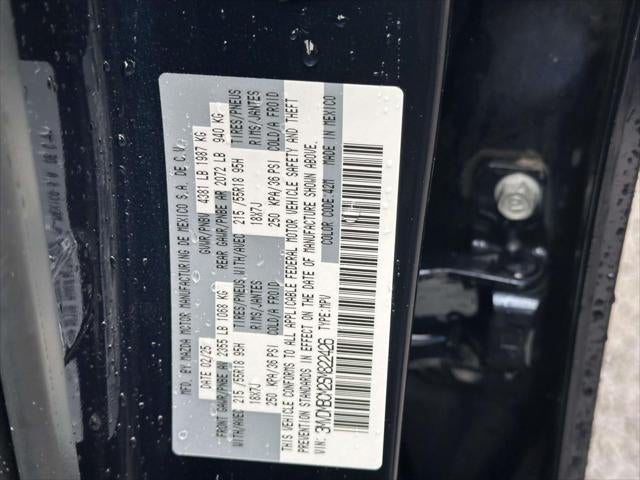 MFD. BY MAZDA MOTOR MANUFACTURING DE MEXICO S.A. DE C.V.
DATE 02/25 GVWR/PNBV 4381 LB 1987 KG
FRONT GAWR/PNBE AV 2355 LB 1068 KG REAR GAWR/PNBE AR 2072 LB 940 KG
WITH/AVEC 215 /55R18 95H TIRES/PNEUS WITH/AVEC 215 /55R18 95H TIRES/PNEUS
18X7J RIMS/JANTES 18X7J RIMS/JANTES
250 KPA/36 PSI COLD/A FROID 250 KPA/36 PSI COLD/A FROID
THIS VEHICLE CONFORMS TO ALL APPLICABLE FEDERAL MOTOR VEHICLE SAFETY AND THEFT
PREVENTION STANDARDS IN EFFECT ON THE DATE OF MANUFACTURE SHOWN ABOVE.
VIN: TYPE:MPV COLOR CODE:42M MADE IN MEXICO